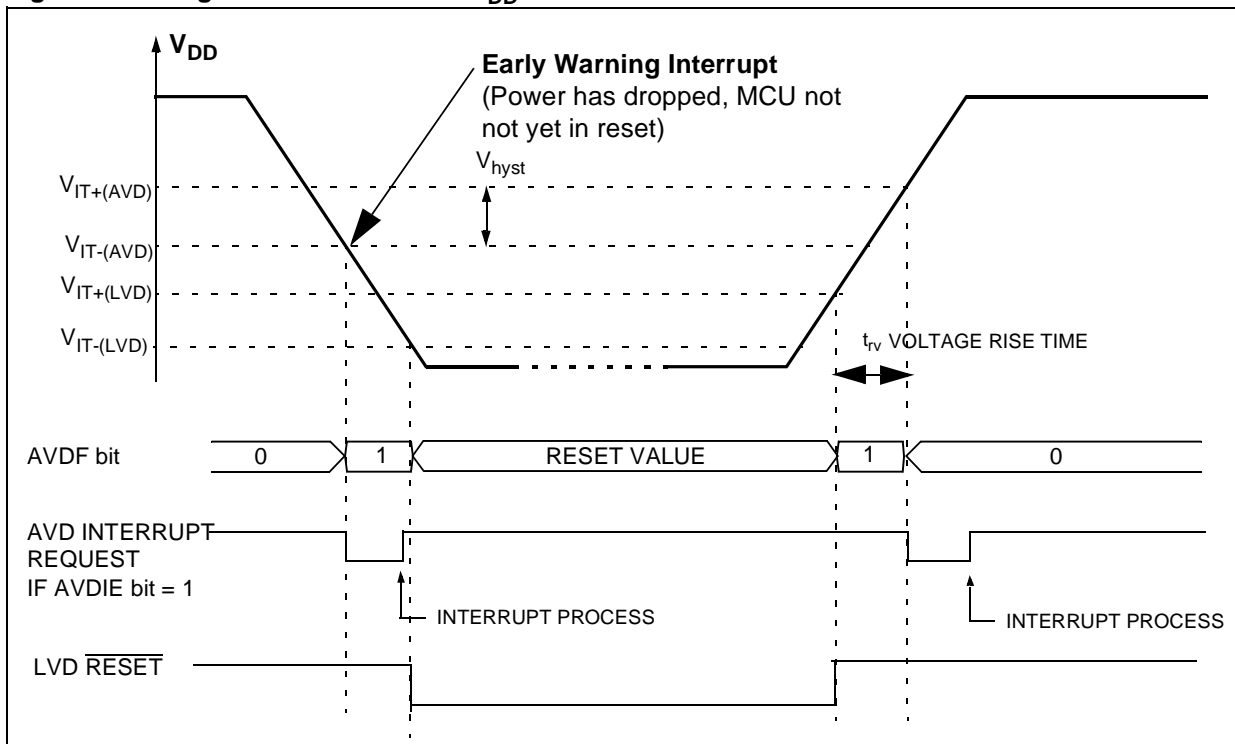 DD
V DD
Early Warning Interrupt
(Power has dropped, MCU not
not yet in reset)
Vhyst
VIT+(AVD)
VIT-(AVD)
VIT+(LVD)
VIT-(LVD)
trv VOLTAGE RISE TIME
AVDF bit
0
1
RESET VALUE
1
0
AVD INTERRUPT
REQUEST
IF AVDIE bit = 1
INTERRUPT PROCESS
INTERRUPT PROCESS
LVD RESET